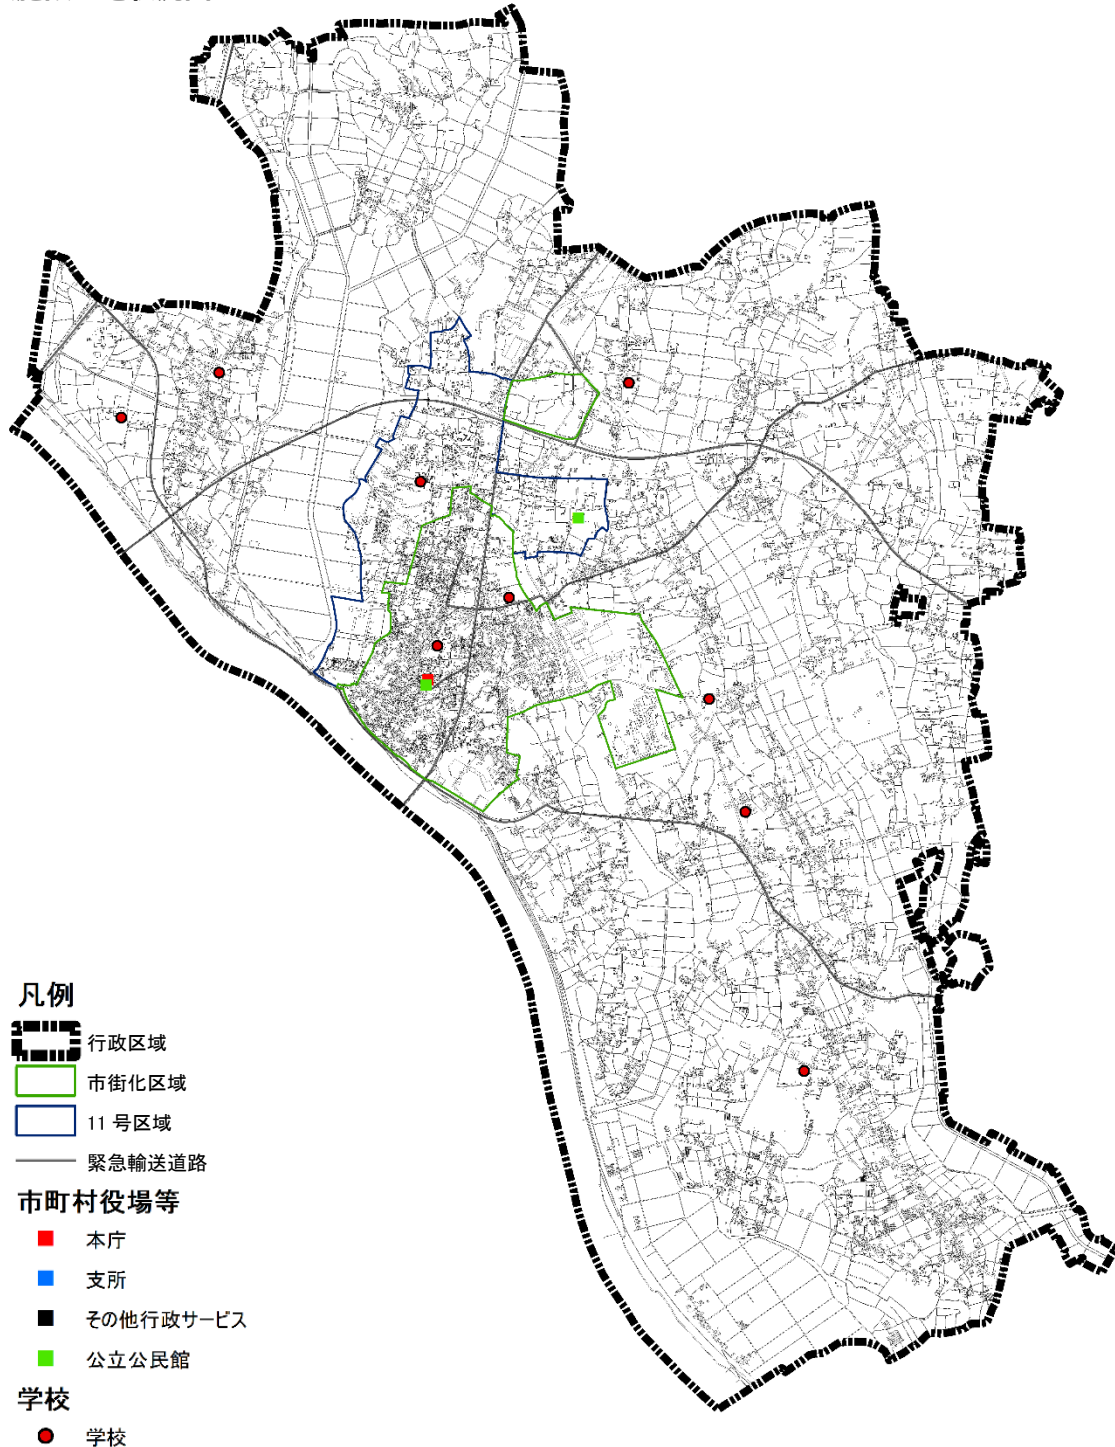 凡例
行政区域
市街化区域
11 号区域
緊急輸送道路
市町村役場等
本庁
支所
その他行政サービス
公立公民館
学校
学校